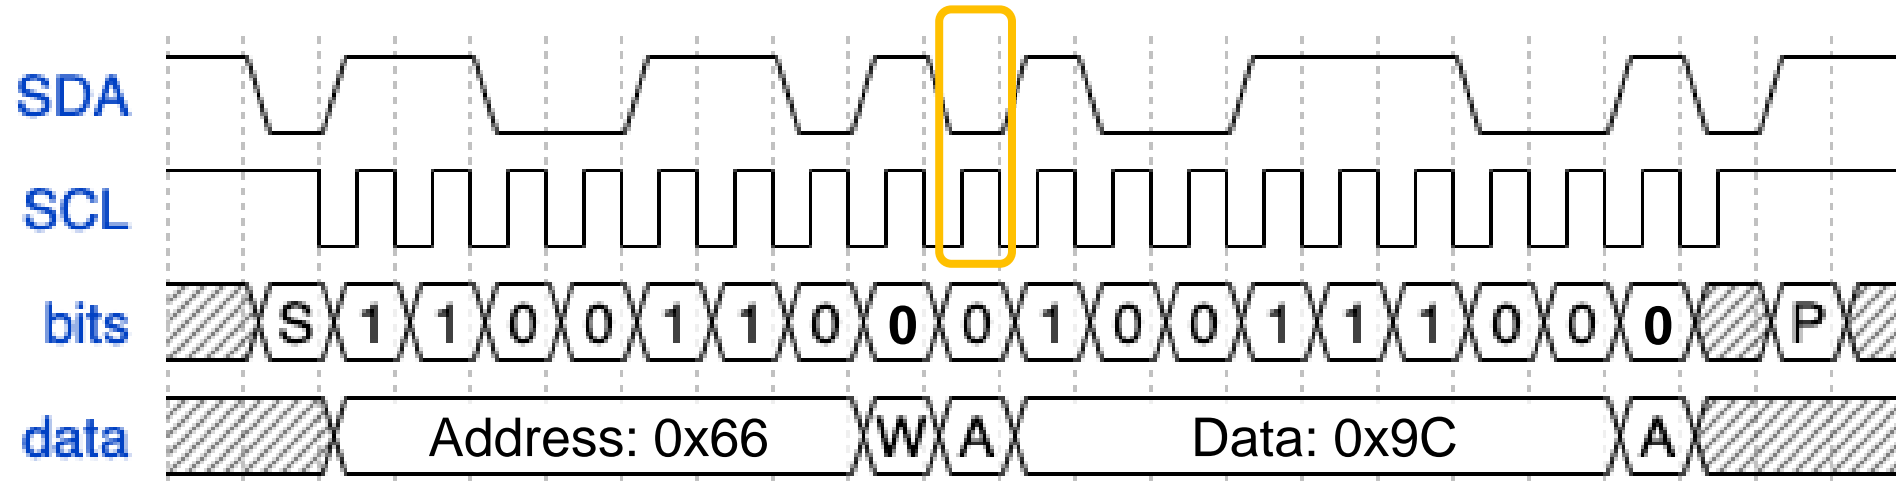 SDA
SCL
bits S 1 1 0 0 1 1 0 0 0 1 0 0 1 1 1 0 0 0 P
data Address: 0x66 W A Data: 0x9C A